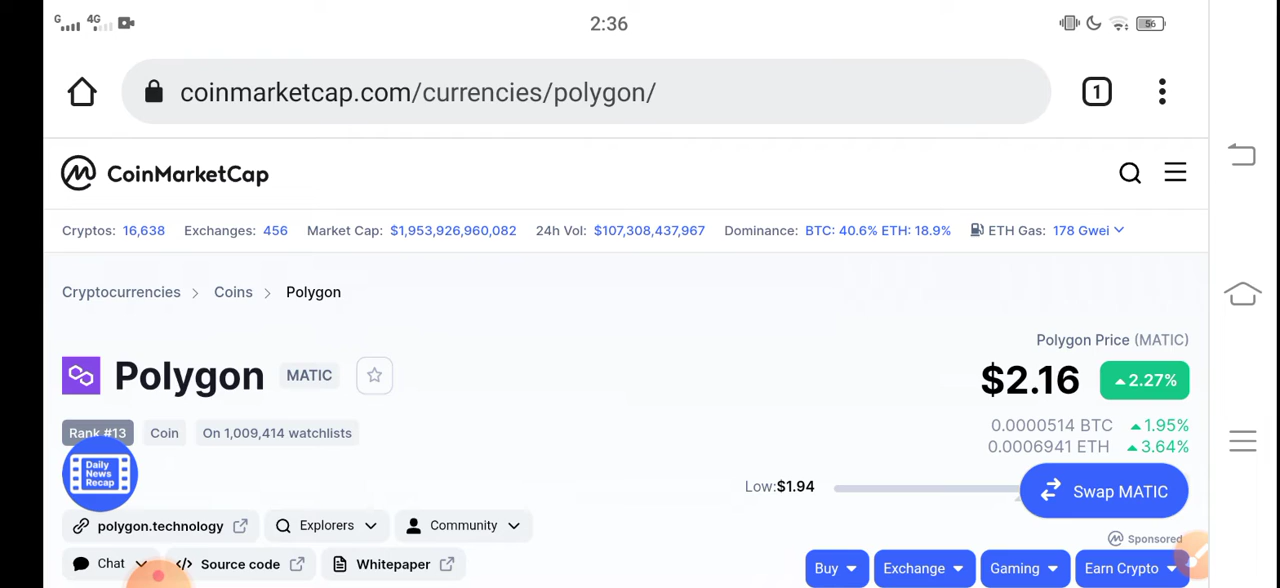 G 4G 2:36 56
coinmarketcap.com/currencies/polygon/ 1
CoinMarketCap
Cryptos: 16,638 Exchanges: 456 Market Cap: $1,953,926,960,082 24h Vol: $107,308,437,967 Dominance: BTC: 40.6% ETH: 18.9% ETH Gas: 178 Gwei
Cryptocurrencies > Coins > Polygon
Polygon Price (MATIC)
Polygon MATIC $2.16 2.27%
0.0000514 BTC 1.95%
Rank #13 Coin On 1,009,414 watchlists
0.0006941 ETH 3.64%
Daily
News
Recap
Low:$1.94 Swap MATIC
polygon.technology Explorers Community
Sponsored
Chat Source code Whitepaper
Buy Exchange Gaming Earn Crypto